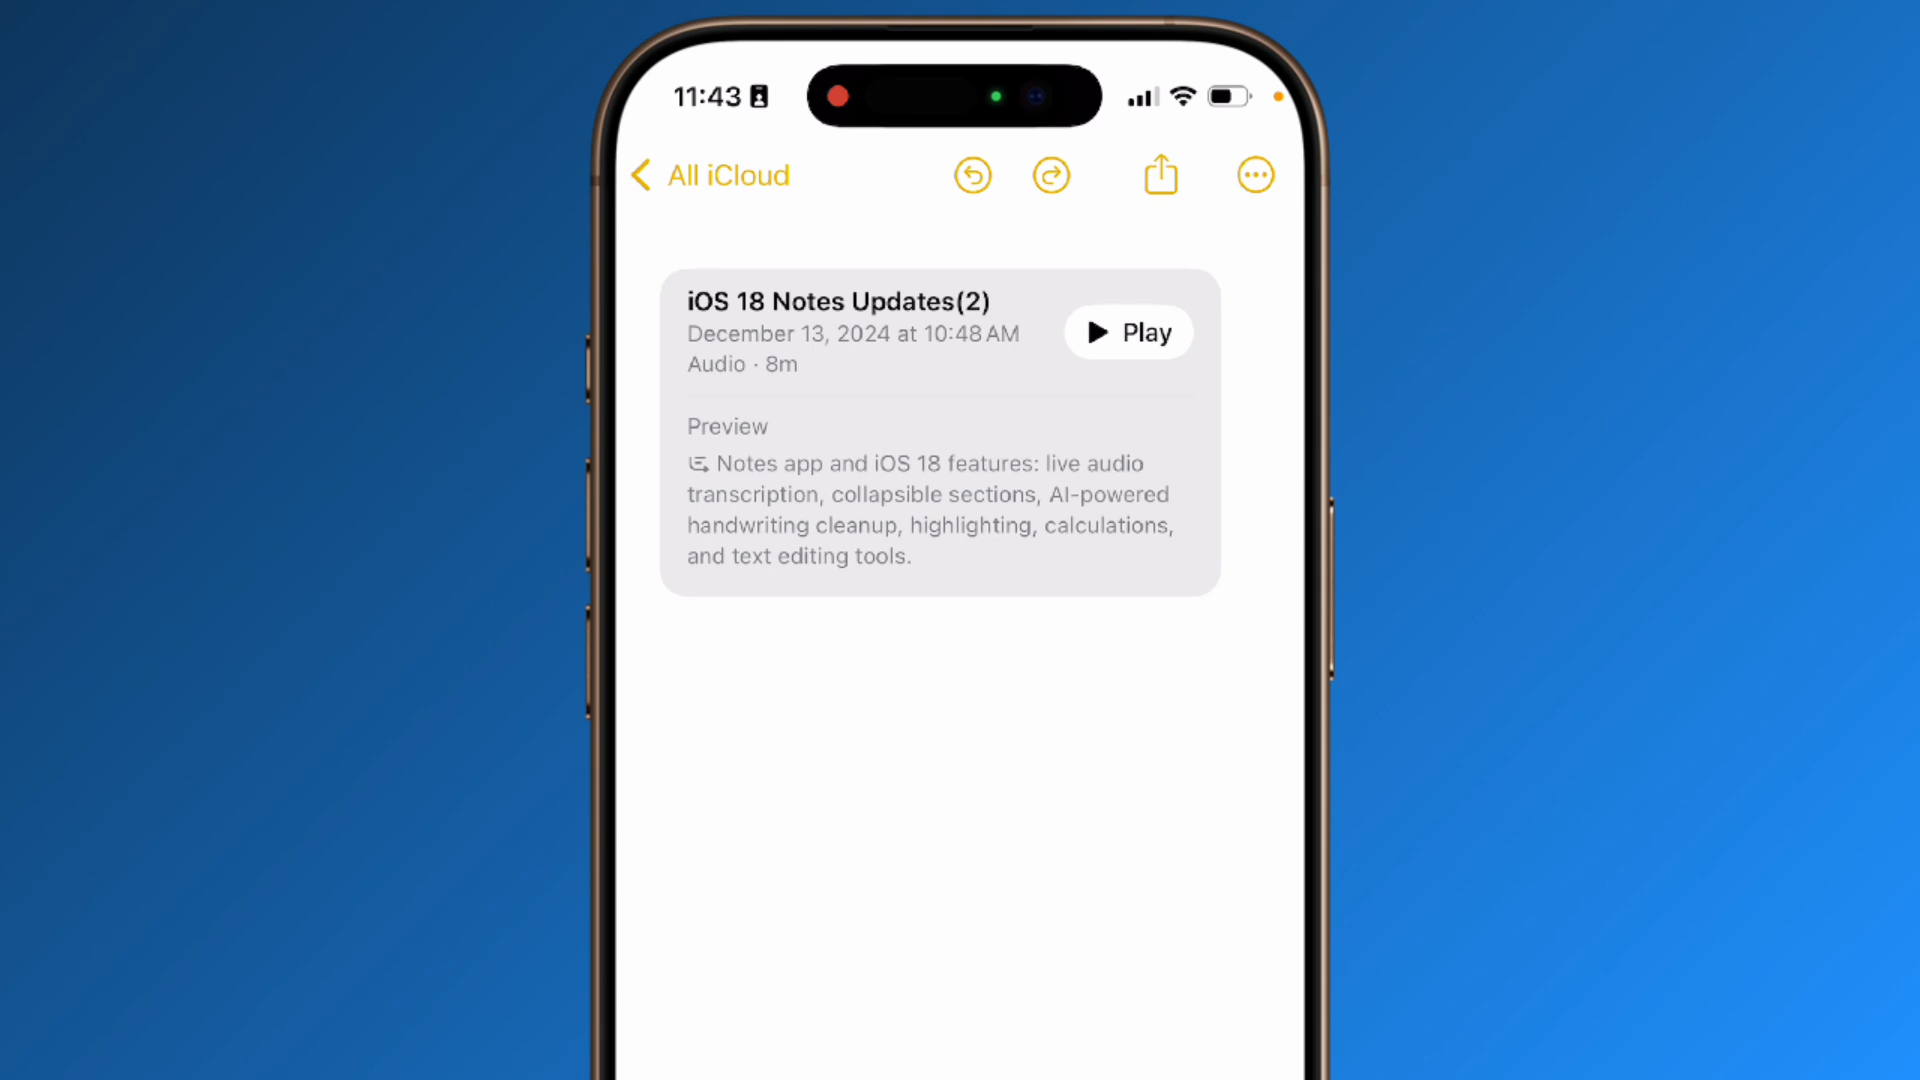 11:43
All iCloud
iOS 18 Notes Updates(2)
December 13, 2024 at 10:48 AM
Audio · 8m
Play
Preview
Notes app and iOS 18 features: live audio
transcription, collapsible sections, AI-powered
handwriting cleanup, highlighting, calculations,
and text editing tools.